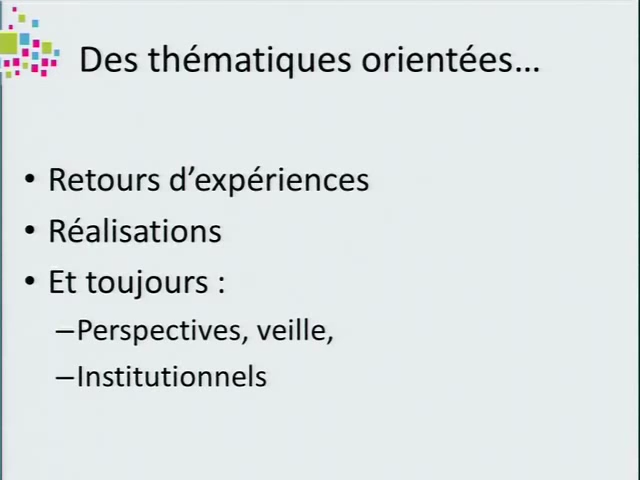 Des thématiques orientées...
• Retours d'expériences
• Réalisations
• Et toujours :
–Perspectives, veille,
–Institutionnels